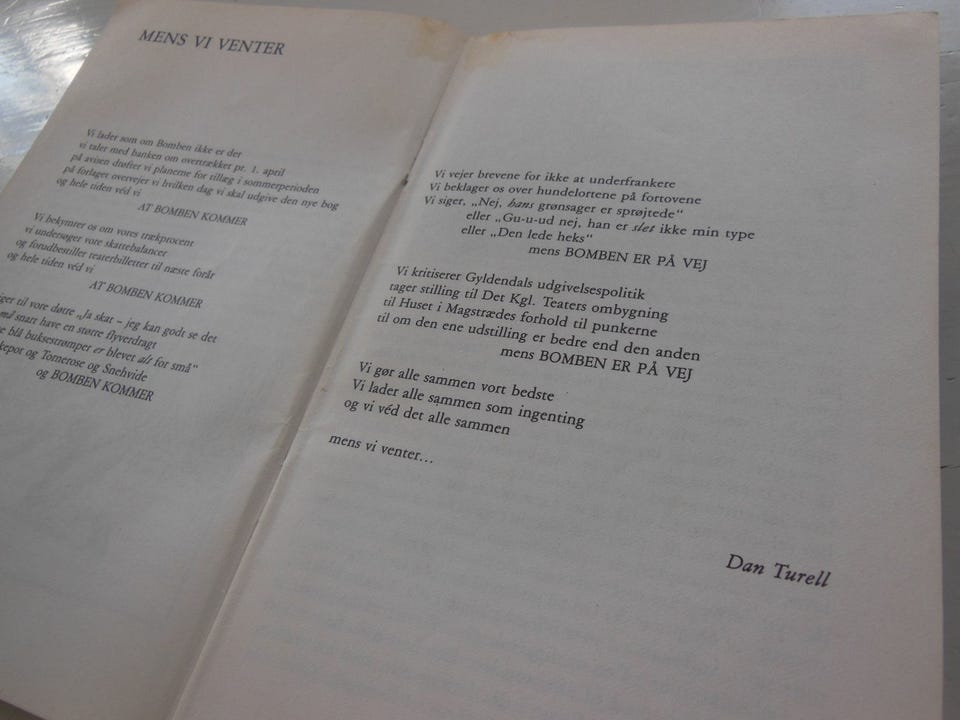 MENS VI VENTER
Vi lader som om Bomben ikke er der
vi taler med banken om overtrækket pr. 1. april
på avisen drøfter vi planerne for tillæg i sommerperioden
på forlaget overvejer vi hvilken dag vi skal udgive den nye bog
og hele tiden véd vi
AT BOMBEN KOMMER
Vi bekymrer os om vores trækprocent
vi undersøger vore skattebalancer
og forudbestiller teaterbilletter til næste forår
og hele tiden véd vi
AT BOMBEN KOMMER
siger til vore døtre „Ja skat – jeg kan godt se det
må snart have en større flyverdragt
blå buksestrømper er blevet alt for små“
og Tornerose og Snehvide
og BOMBEN KOMMER
Vi vejer brevene for ikke at underfrankere
Vi beklager os over hundelortene på fortovene
Vi siger, „Nej, hans grønsager er sprøjtede“
eller „Gu-u-ud nej, han er slet ikke min type
eller „Den lede heks“
mens BOMBEN ER PÅ VEJ
Vi kritiserer Gyldendals udgivelsespolitik
tager stilling til Det Kgl. Teaters ombygning
til Huset i Magstrædes forhold til punkerne
til om den ene udstilling er bedre end den anden
mens BOMBEN ER PÅ VEJ
Vi gør alle sammen vort bedste
Vi lader alle sammen som ingenting
og vi véd det alle sammen
mens vi venter...
Dan Turell